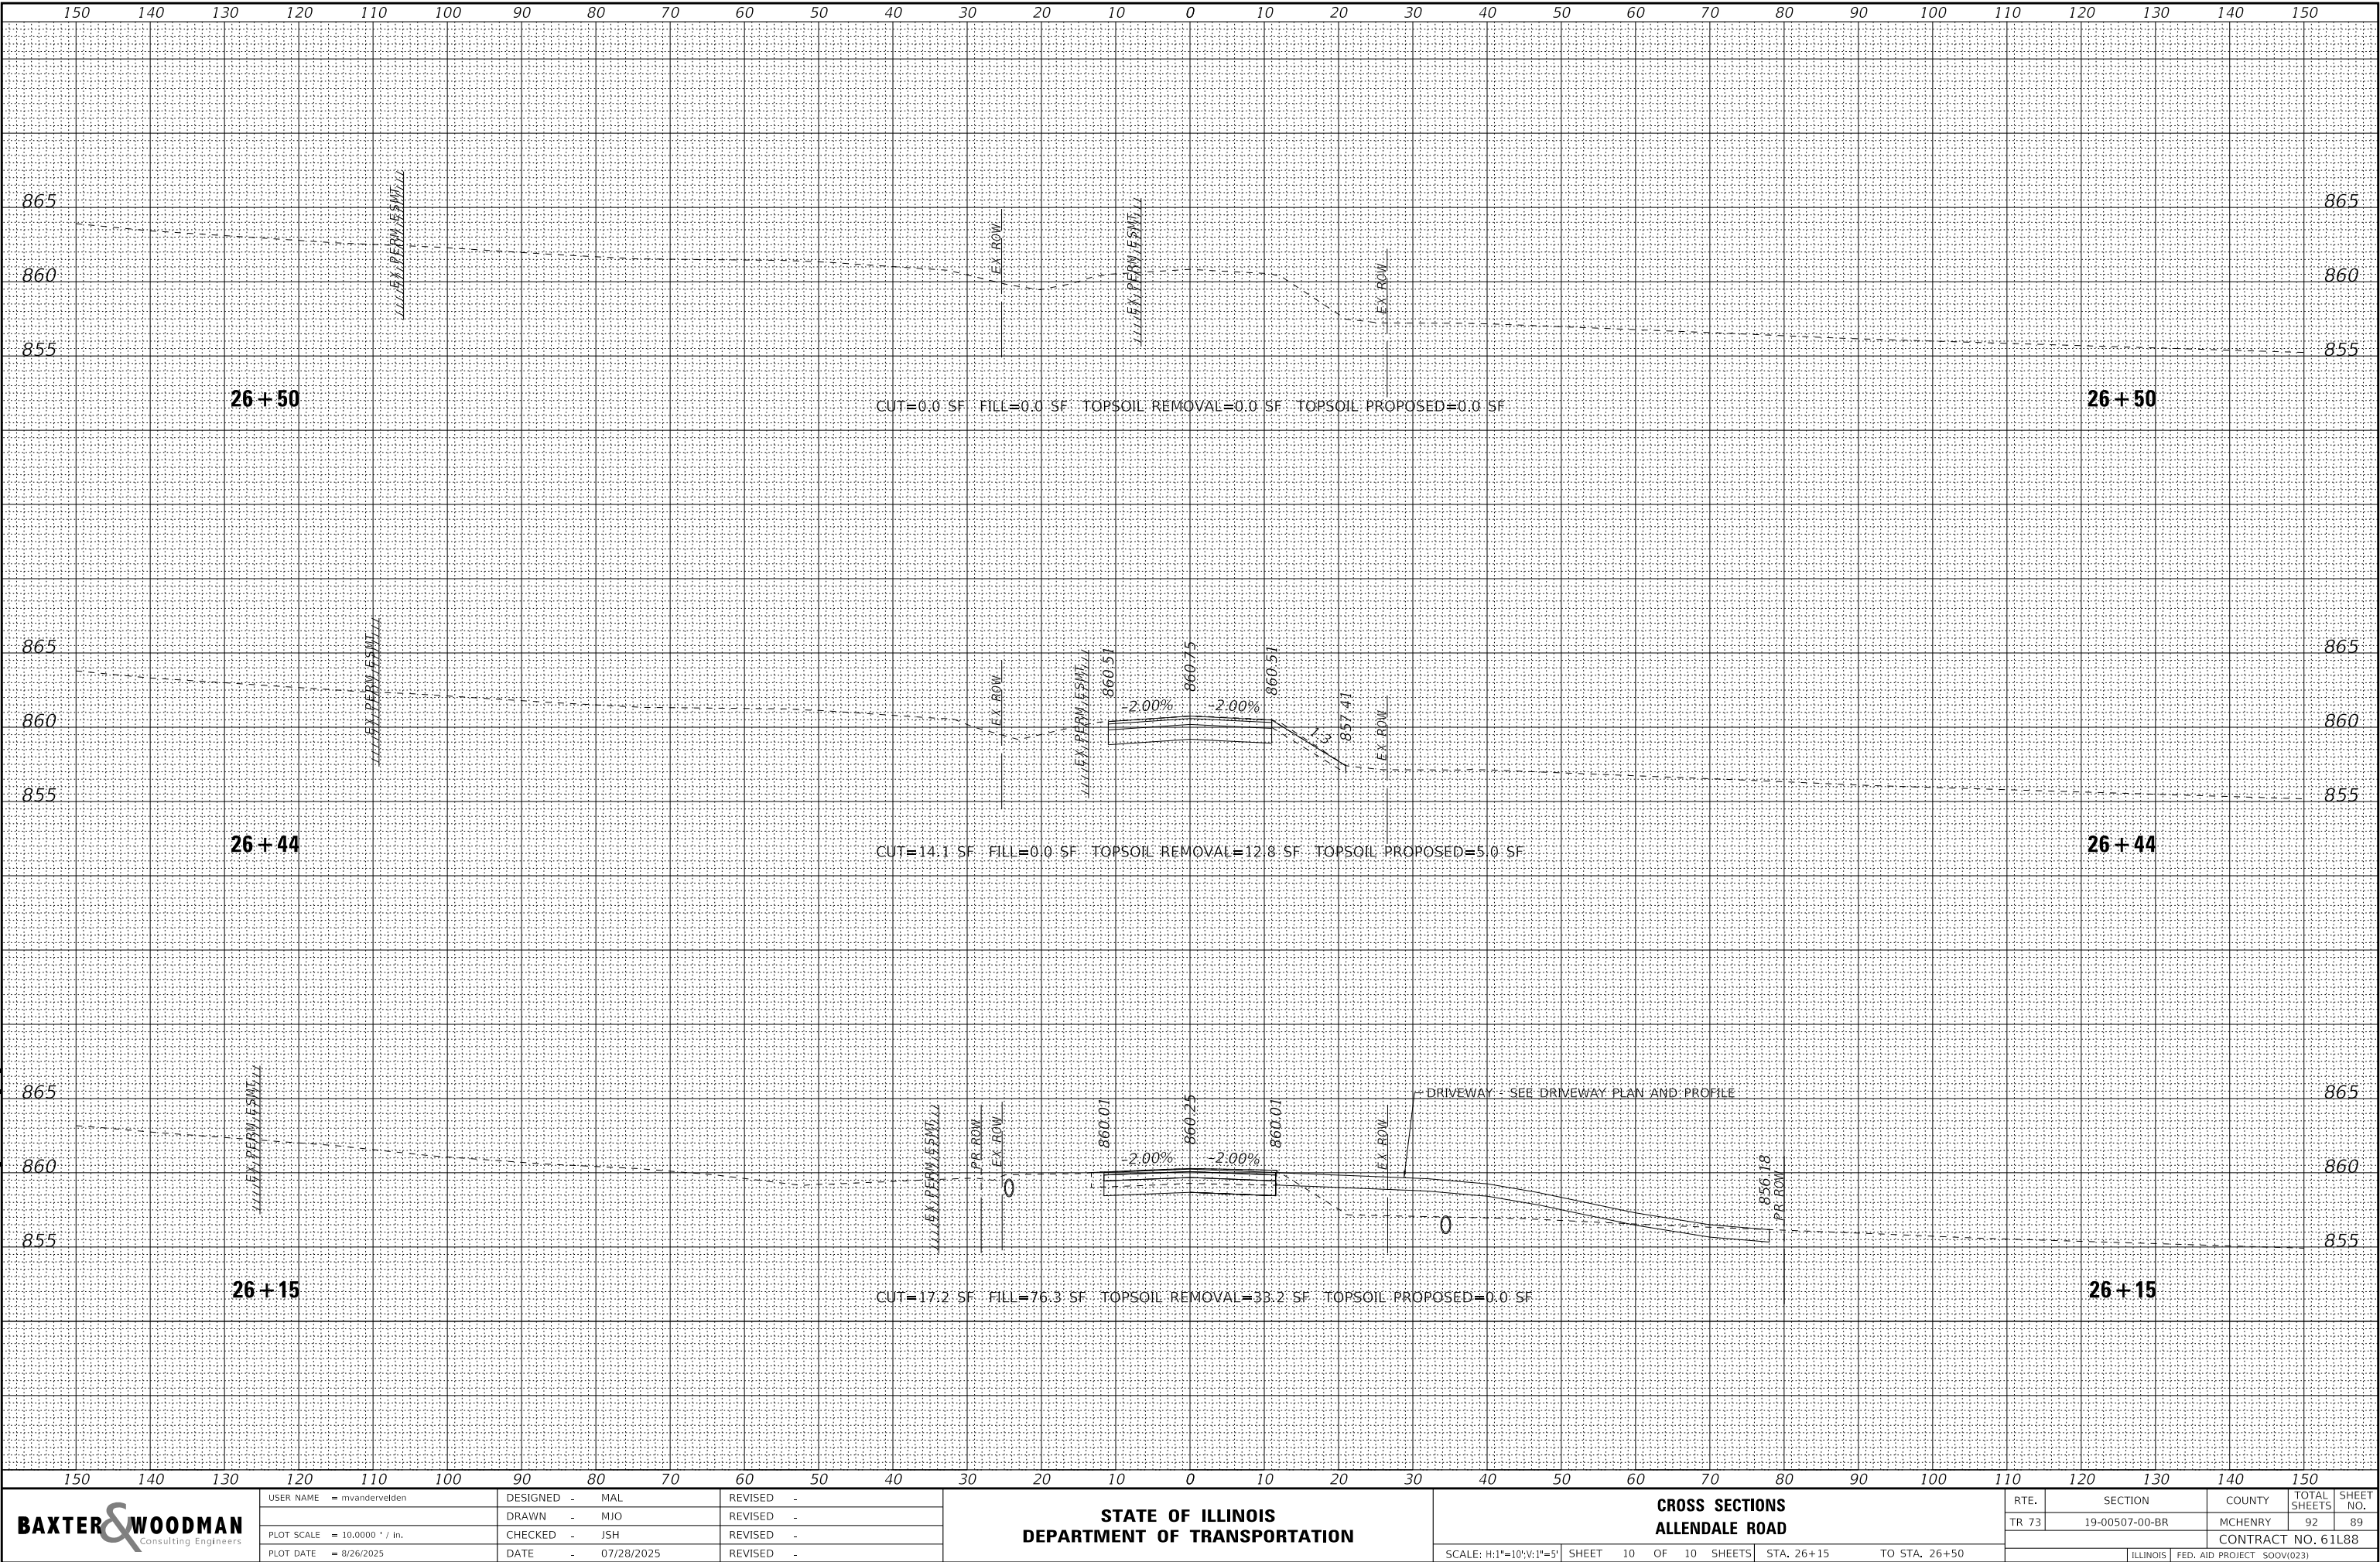 150 140 130 120 110 100 90 80 70 60 50 40 30 20 10 0 10 20 30 40 50 60 70 80 90 100 110 120 130 140 150
865 EX PERM ESMT EX ROW EX PERM ESMT EX ROW 865
860 860
855 855
26+50 26+50
CUT=0.0 SF FILL=0.0 SF TOPSOIL REMOVAL=0.0 SF TOPSOIL PROPOSED=0.0 SF
865 EX PERM ESMT EX ROW EX PERM ESMT 860.51 860.75 860.51 857.41 EX ROW 865
-2.00% -2.00%
860 1:3 860
855 855
26+44 26+44
CUT=14.1 SF FILL=0.0 SF TOPSOIL REMOVAL=12.8 SF TOPSOIL PROPOSED=5.0 SF
DRIVEWAY - SEE DRIVEWAY PLAN AND PROFILE
865 EX PERM ESMT EX PERM ESMT PR ROW EX ROW 860.01 860.25 860.01 EX ROW 856.18 PR ROW 865
-2.00% -2.00%
860 860
855 855
26+15 26+15
CUT=17.2 SF FILL=76.3 SF TOPSOIL REMOVAL=33.2 SF TOPSOIL PROPOSED=0.0 SF
150 140 130 120 110 100 90 80 70 60 50 40 30 20 10 0 10 20 30 40 50 60 70 80 90 100 110 120 130 140 150
BAXTER & WOODMAN
Consulting Engineers
USER NAME = mvandervelden
PLOT SCALE = 10.0000 ' / in.
PLOT DATE = 8/26/2025
DESIGNED - MAL
DRAWN - MJO
CHECKED - JSH
DATE - 07/28/2025
REVISED -
REVISED -
REVISED -
REVISED -
STATE OF ILLINOIS
DEPARTMENT OF TRANSPORTATION
CROSS SECTIONS
ALLENDALE ROAD
SCALE: H:1"=10';V:1"=5' SHEET 10 OF 10 SHEETS STA. 26+15 TO STA. 26+50
RTE. SECTION COUNTY TOTAL SHEETS SHEET NO.
TR 73 19-00507-00-BR MCHENRY 92 89
CONTRACT NO. 61L88
ILLINOIS FED. AID PROJECT SOOV(023)